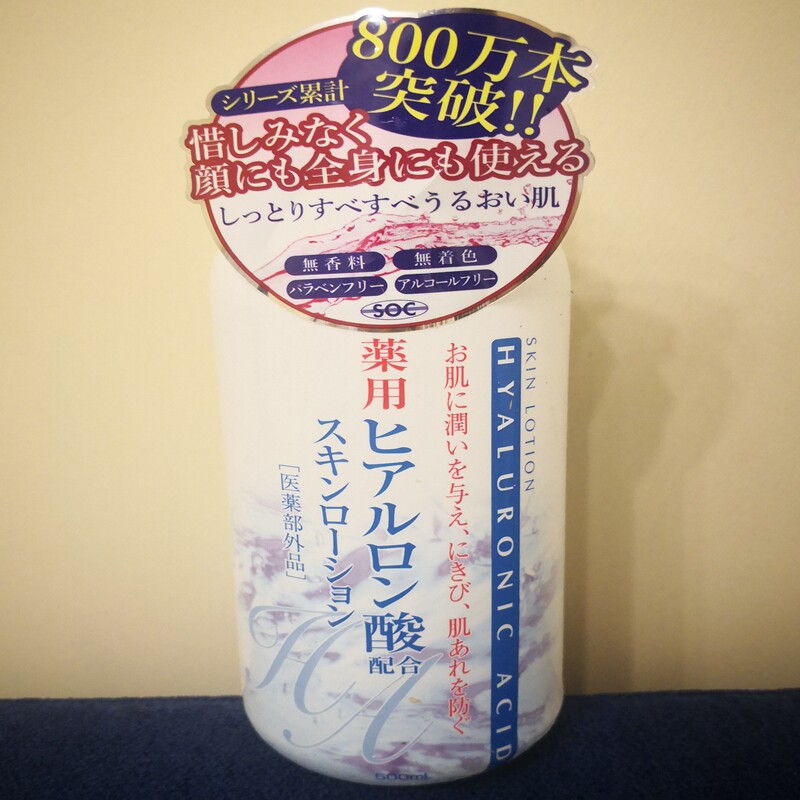 シリーズ累計
800万本
突破!!
惜しみなく
顔にも全身にも使える
しっとりすべすべうるおい肌
無香料
無着色
パラベンフリー
アルコールフリー
SOC
SKIN LOTION
HYALURONIC ACID
お肌に潤いを与え、にきび、肌あれを防ぐ
薬用
ヒアルロン酸
配合
スキンローション
[医薬部外品]
HA
500mL